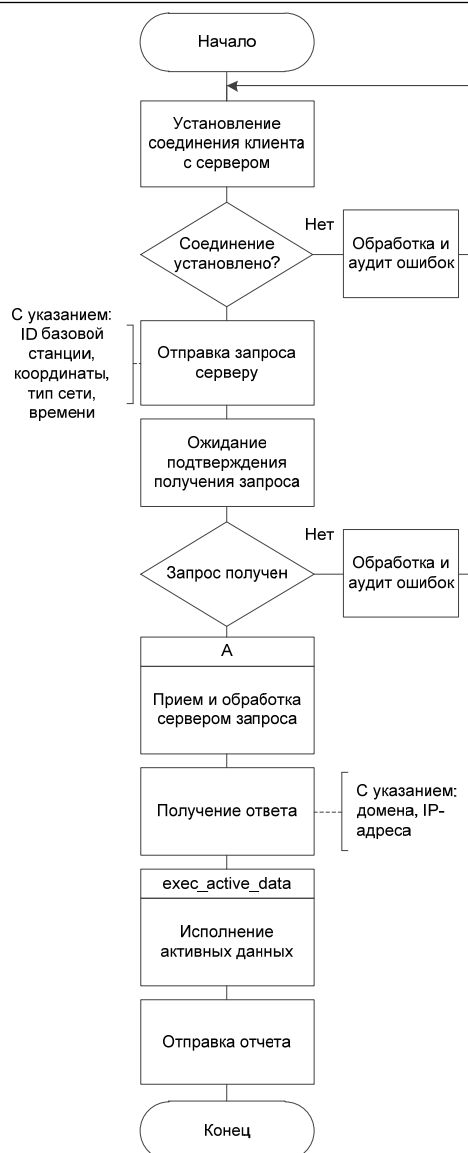 Начало
Установление
соединения клиента
с сервером
Нет
Соединение
установлено?
Обработка и
аудит ошибок
С указанием:
ID базовой
станции,
координаты,
тип сети,
времени
Отправка запроса
серверу
Ожидание
подтверждения
получения запроса
Нет
Запрос получен
Обработка и
аудит ошибок
А
Прием и обработка
сервером запроса
Получение ответа
С указанием:
домена, IP-
адреса
exec_active_data
Исполнение
активных данных
Отправка отчета
Конец